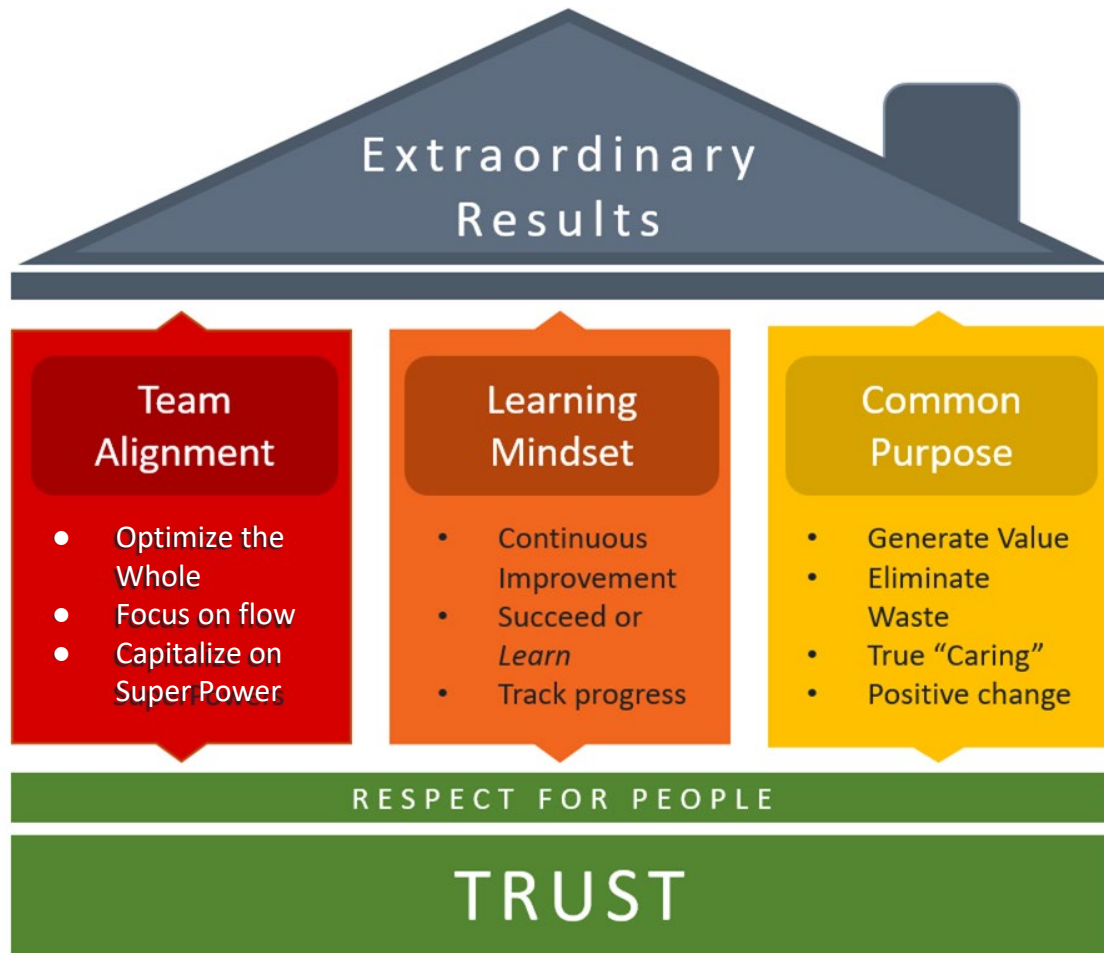 Extraordinary
Results
Team
Alignment
● Optimize the
Whole
● Focus on flow
● Capitalize on
Super Power
Learning
Mindset
• Continuous
Improvement
• Succeed or
Learn
• Track progress
Common
Purpose
• Generate Value
• Eliminate
Waste
• True “Caring”
• Positive change
RESPECT FOR PEOPLE
TRUST